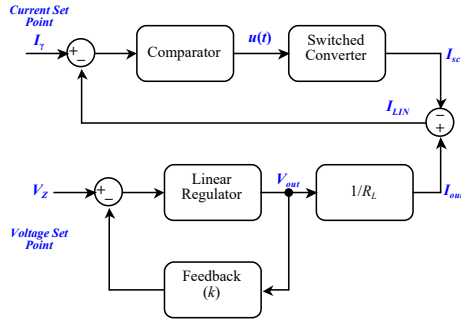 Current Set
Point
Iγ
+
−
Comparator
u(t)
Switched
Converter
Isc
ILIN
−
+
VZ
+
−
Linear
Regulator
Vout
1/RL
Iout
Voltage Set
Point
Feedback
(k)